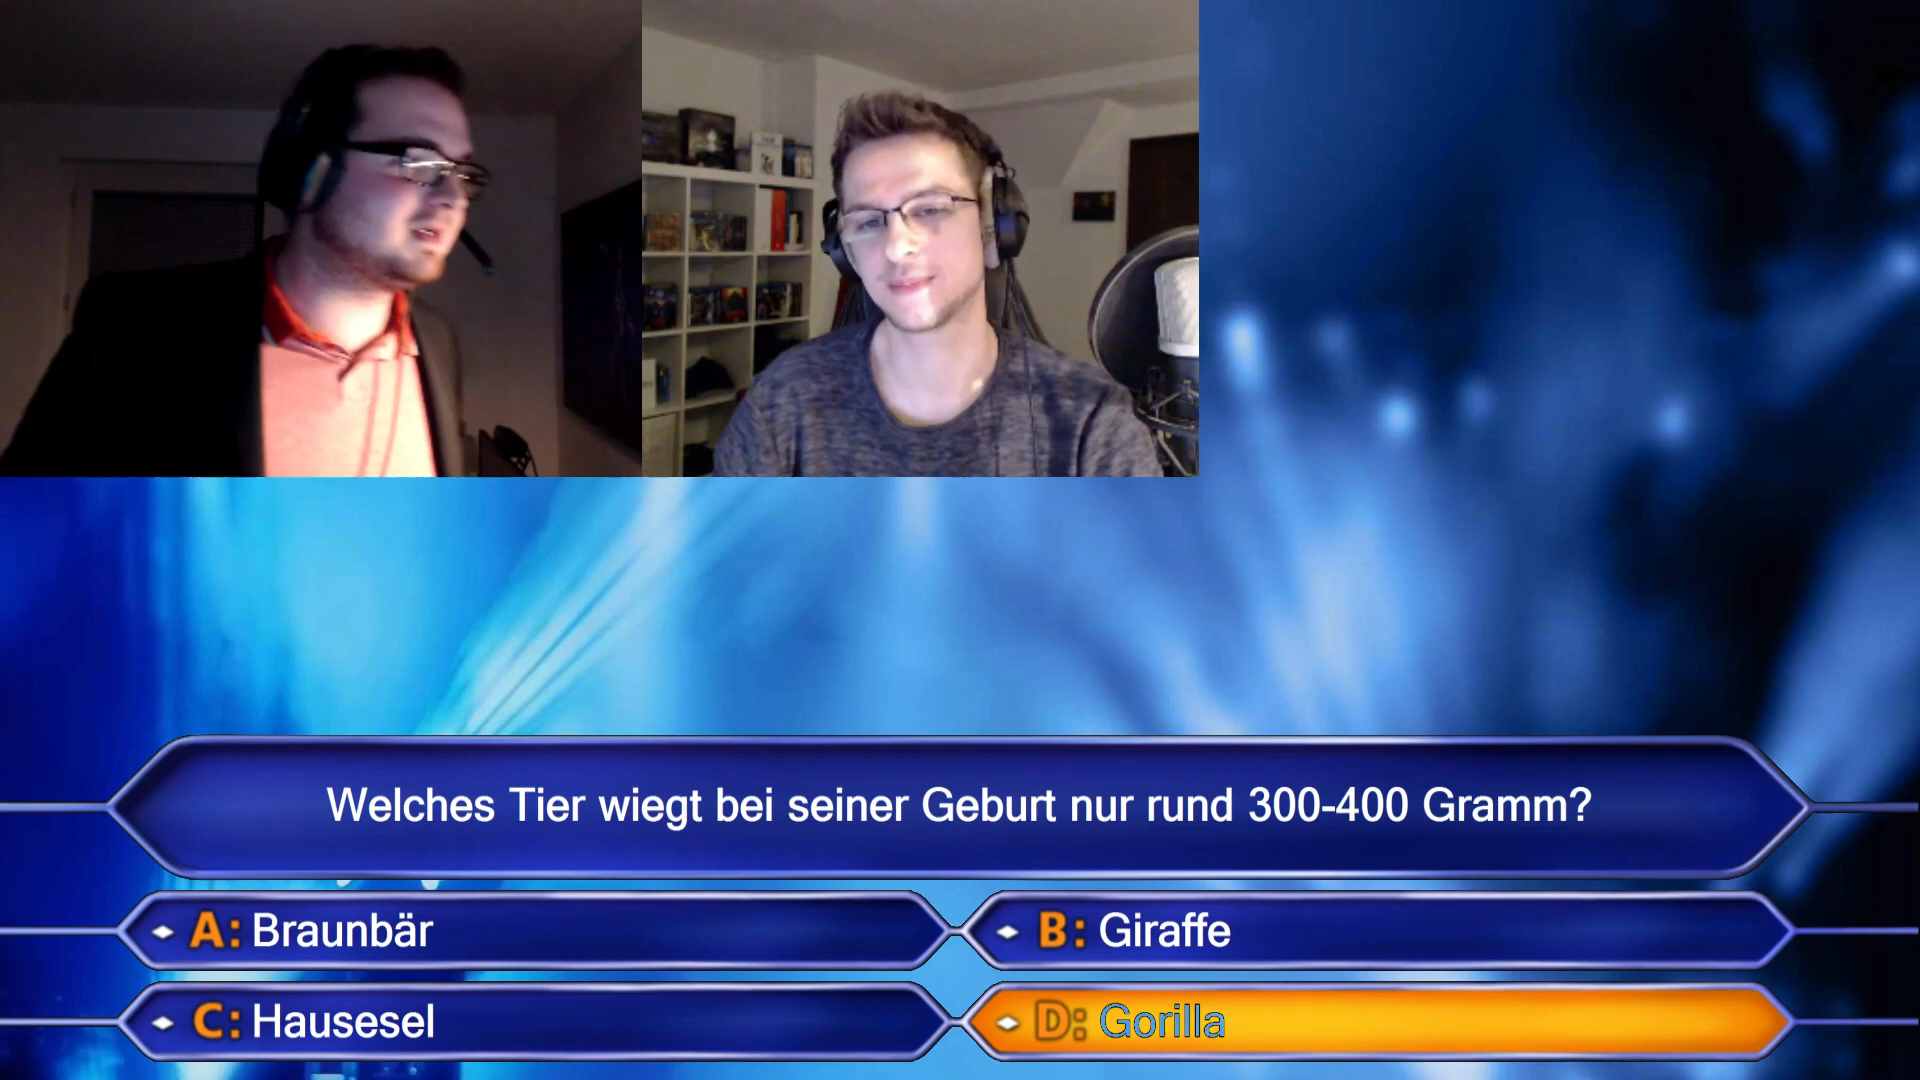 Welches Tier wiegt bei seiner Geburt nur rund 300-400 Gramm?
A: Braunbär
B: Giraffe
C: Hausesel
D: Gorilla